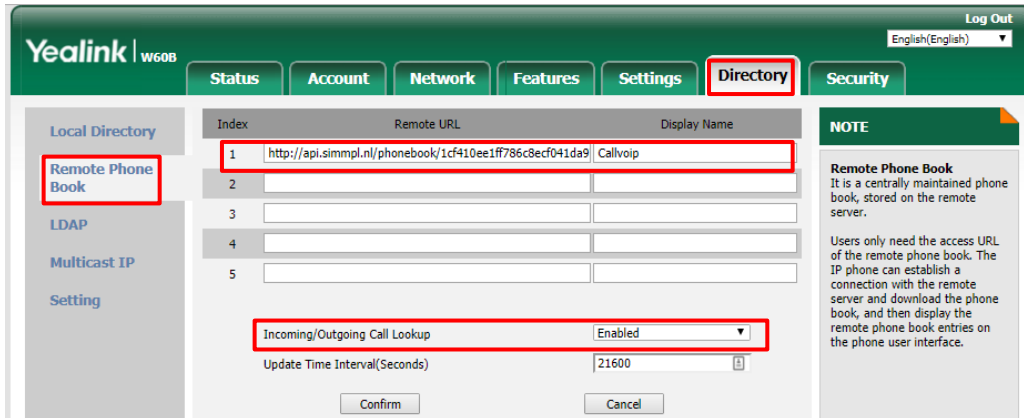 Log Out
Yealink | W60B
English(English)
Status Account Network Features Settings Directory Security
Local Directory
Remote Phone
Book
LDAP
Multicast IP
Setting
Index Remote URL Display Name
1 http://api.simmpl.nl/phonebook/1cf410ee1ff786c8ecf041da9 Callvoip
2
3
4
5
Incoming/Outgoing Call Lookup Enabled
Update Time Interval(Seconds) 21600
Confirm Cancel
NOTE
Remote Phone Book
It is a centrally maintained phone
book, stored on the remote
server.
Users only need the access URL
of the remote phone book. The
IP phone can establish a
connection with the remote
server and download the phone
book, and then display the
remote phone book entries on
the phone user interface.